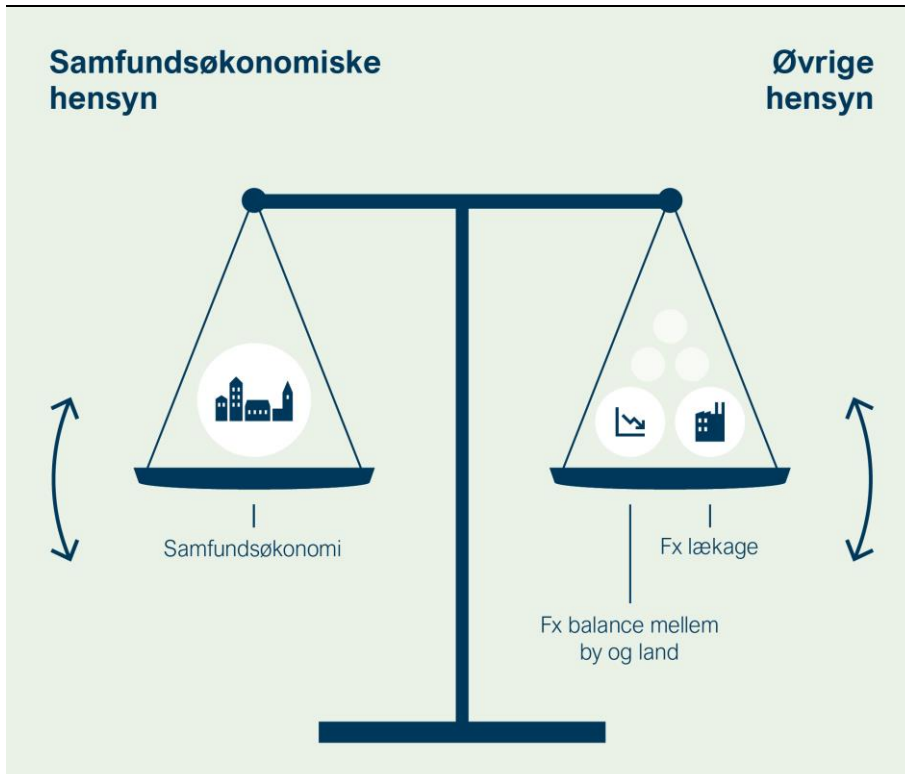 Samfundsøkonomiske
hensyn
Øvrige
hensyn
Samfundsøkonomi
Fx lækage
Fx balance mellem
by og land